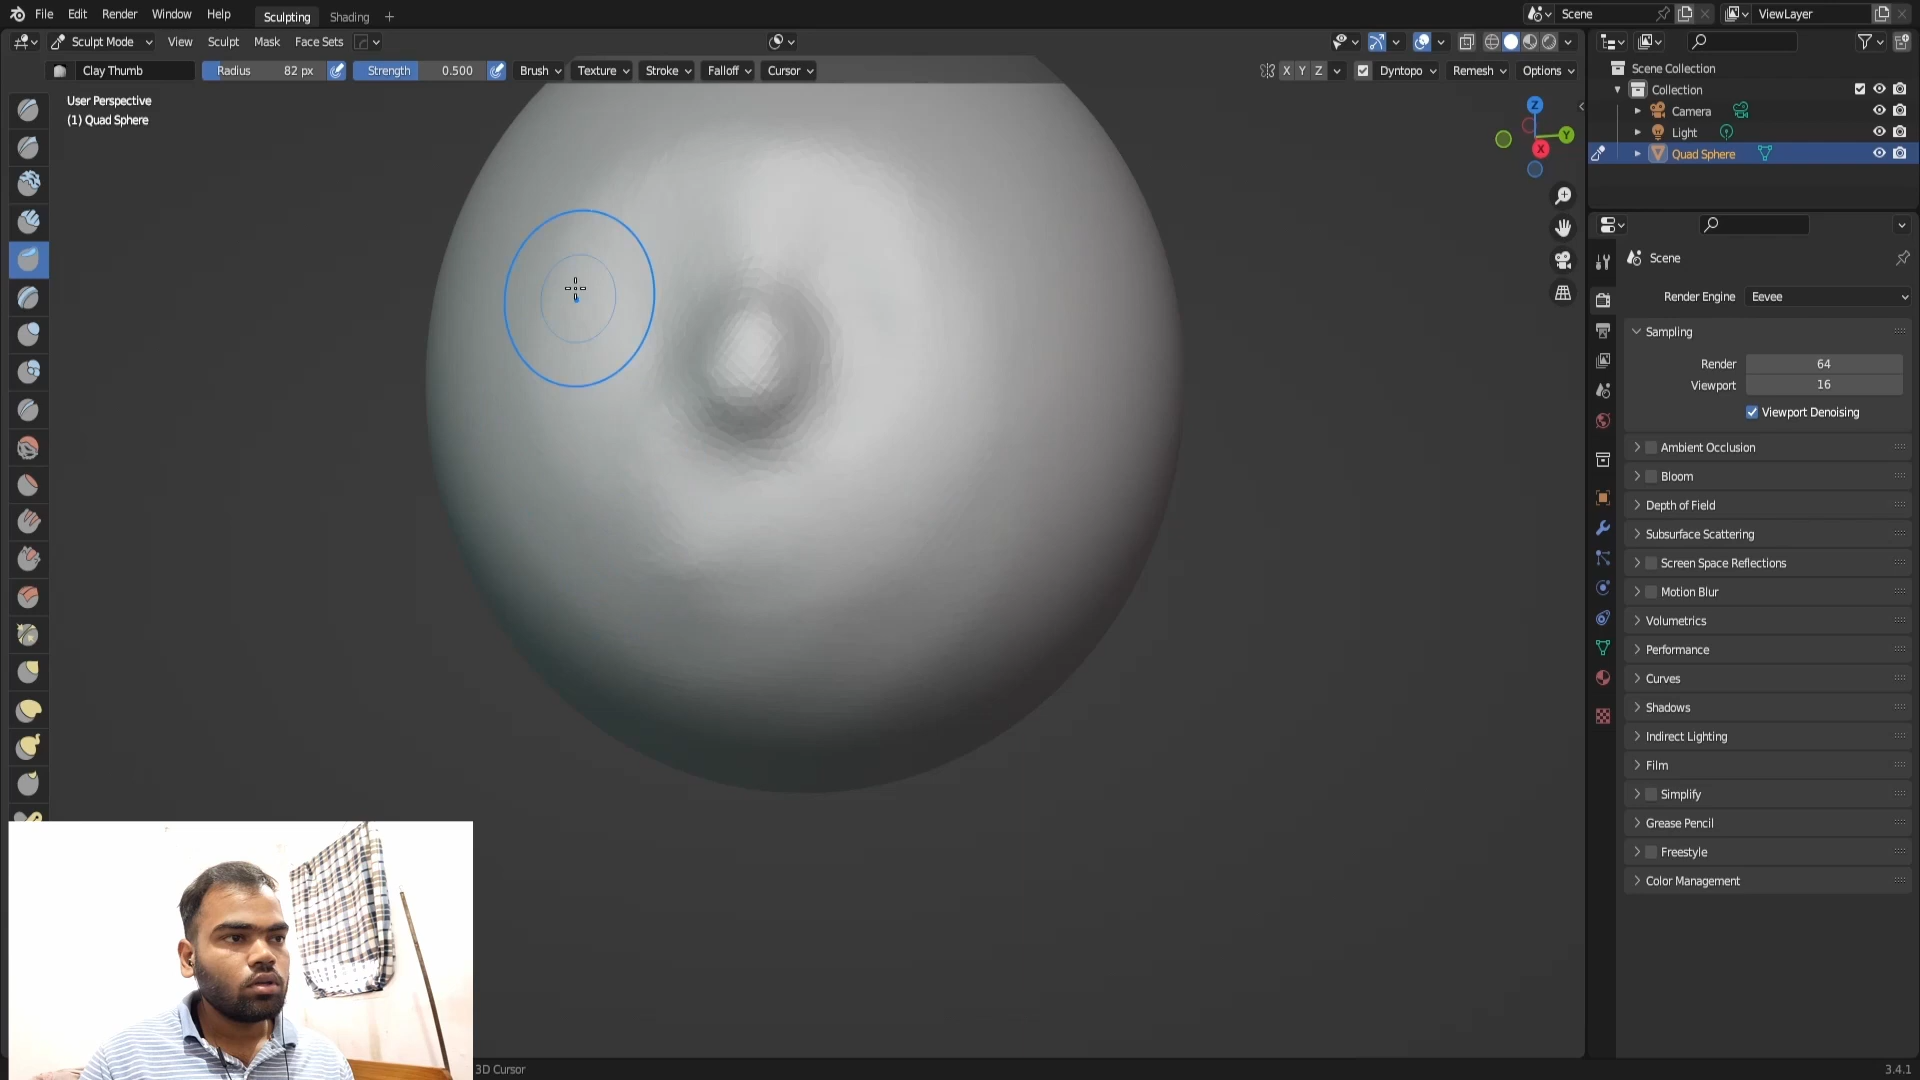 File Edit Render Window Help Sculpting Shading + Scene ViewLayer
Sculpt Mode View Sculpt Mask Face Sets
Clay Thumb Radius 82 px Strength 0.500 Brush Texture Stroke Falloff Cursor X Y Z Dyntopo Remesh Options
User Perspective
(1) Quad Sphere
Z
Y
X
Scene Collection
Collection
Camera
Light
Quad Sphere
Scene
Render Engine Eevee
Sampling
Render 64
Viewport 16
Viewport Denoising
Ambient Occlusion
Bloom
Depth of Field
Subsurface Scattering
Screen Space Reflections
Motion Blur
Volumetrics
Performance
Curves
Shadows
Indirect Lighting
Film
Simplify
Grease Pencil
Freestyle
Color Management
3D Cursor
3.4.1